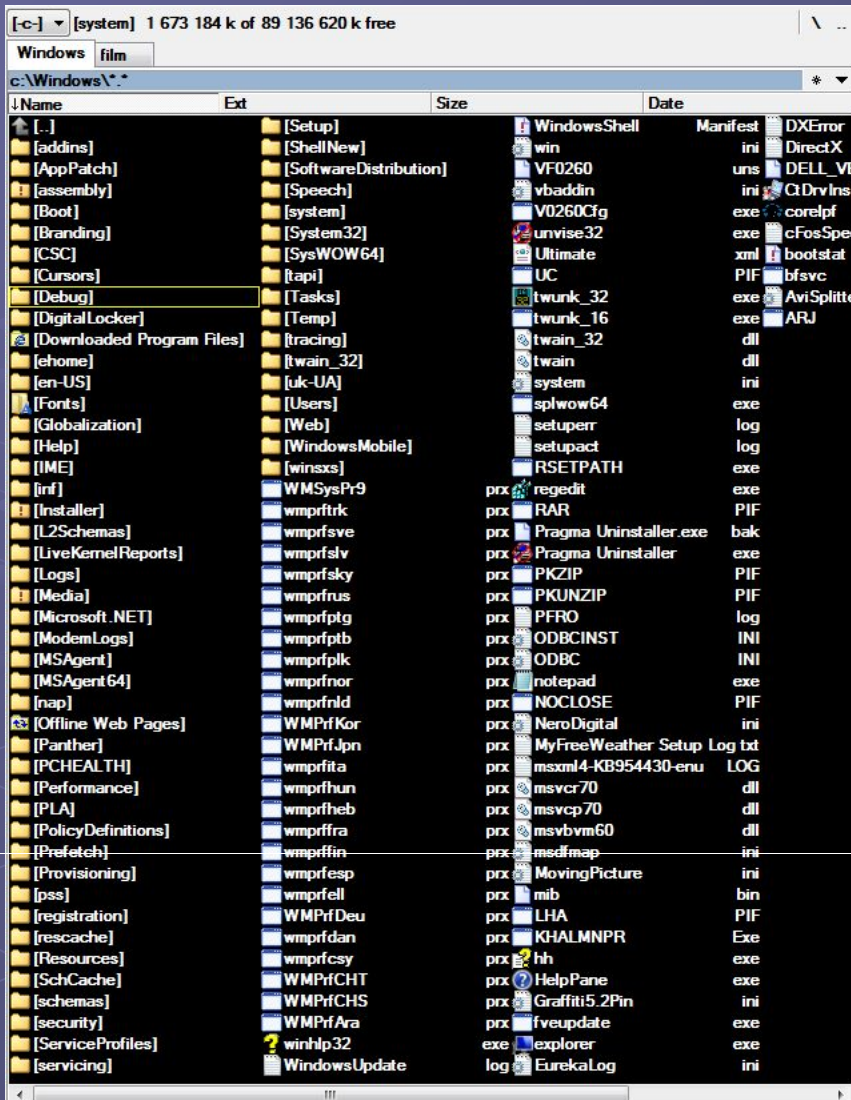 [-c-] [system] 1 673 184 k of 89 136 620 k free \ ..
Windows film
c:\Windows\*.* * ▼
↓Name Ext Size Date
[..]
[addins]
[AppPatch]
[assembly]
[Boot]
[Branding]
[CSC]
[Cursors]
[Debug]
[DigitalLocker]
[Downloaded Program Files]
[ehome]
[en-US]
[Fonts]
[Globalization]
[Help]
[IME]
[inf]
[Installer]
[L2Schemas]
[LiveKernelReports]
[Logs]
[Media]
[Microsoft.NET]
[ModemLogs]
[MSAgent]
[MSAgent64]
[nap]
[Offline Web Pages]
[Panther]
[PCHEALTH]
[Performance]
[PLA]
[PolicyDefinitions]
[Prefetch]
[Provisioning]
[pss]
[registration]
[rescache]
[Resources]
[SchCache]
[schemas]
[security]
[ServiceProfiles]
[servicing]
[Setup]
[ShellNew]
[SoftwareDistribution]
[Speech]
[system]
[System32]
[SysWOW64]
[tapi]
[Tasks]
[Temp]
[tracing]
[twain_32]
[uk-UA]
[Users]
[Web]
[WindowsMobile]
[winsxs]
WMSysPr9 prx
wmprftrk prx
wmprfsve prx
wmprfslv prx
wmprfsky prx
wmprfrus prx
wmprfptg prx
wmprfptb prx
wmprfplk prx
wmprfnor prx
wmprfnld prx
WMPrfKor prx
WMPrfJpn prx
wmprfita prx
wmprfhun prx
wmprfheb prx
wmprffra prx
wmprffin prx
wmprfesp prx
wmprfell prx
WMPrfDeu prx
wmprfdan prx
wmprfcsy prx
WMPrfCHT prx
WMPrfCHS prx
WMPrfAra prx
winhlp32 exe
WindowsUpdate log
WindowsShell Manifest
win ini
VF0260 uns
vbaddin ini
V0260Cfg exe
unvise32 exe
Ultimate xml
UC PIF
twunk_32 exe
twunk_16 exe
twain_32 dll
twain dll
system ini
splwow64 exe
setuperr log
setupact log
RSETPATH exe
regedit exe
RAR PIF
Pragma Uninstaller.exe bak
Pragma Uninstaller exe
PKZIP PIF
PKUNZIP PIF
PFRO log
ODBCINST INI
ODBC INI
notepad exe
NOCLOSE PIF
NeroDigital ini
MyFreeWeather Setup Log txt
msxml4-KB954430-enu LOG
msvcr70 dll
msvcp70 dll
msvbvm60 dll
msdfmap ini
MovingPicture ini
mib bin
LHA PIF
KHALMNPR Exe
hh exe
HelpPane exe
Graffiti5.2Pin ini
fveupdate exe
explorer exe
EurekaLog ini
DXError
DirectX
DELL_VE
CtDrvIns
corelpf
cFosSpe
bootstat
bfsvc
AviSplitte
ARJ